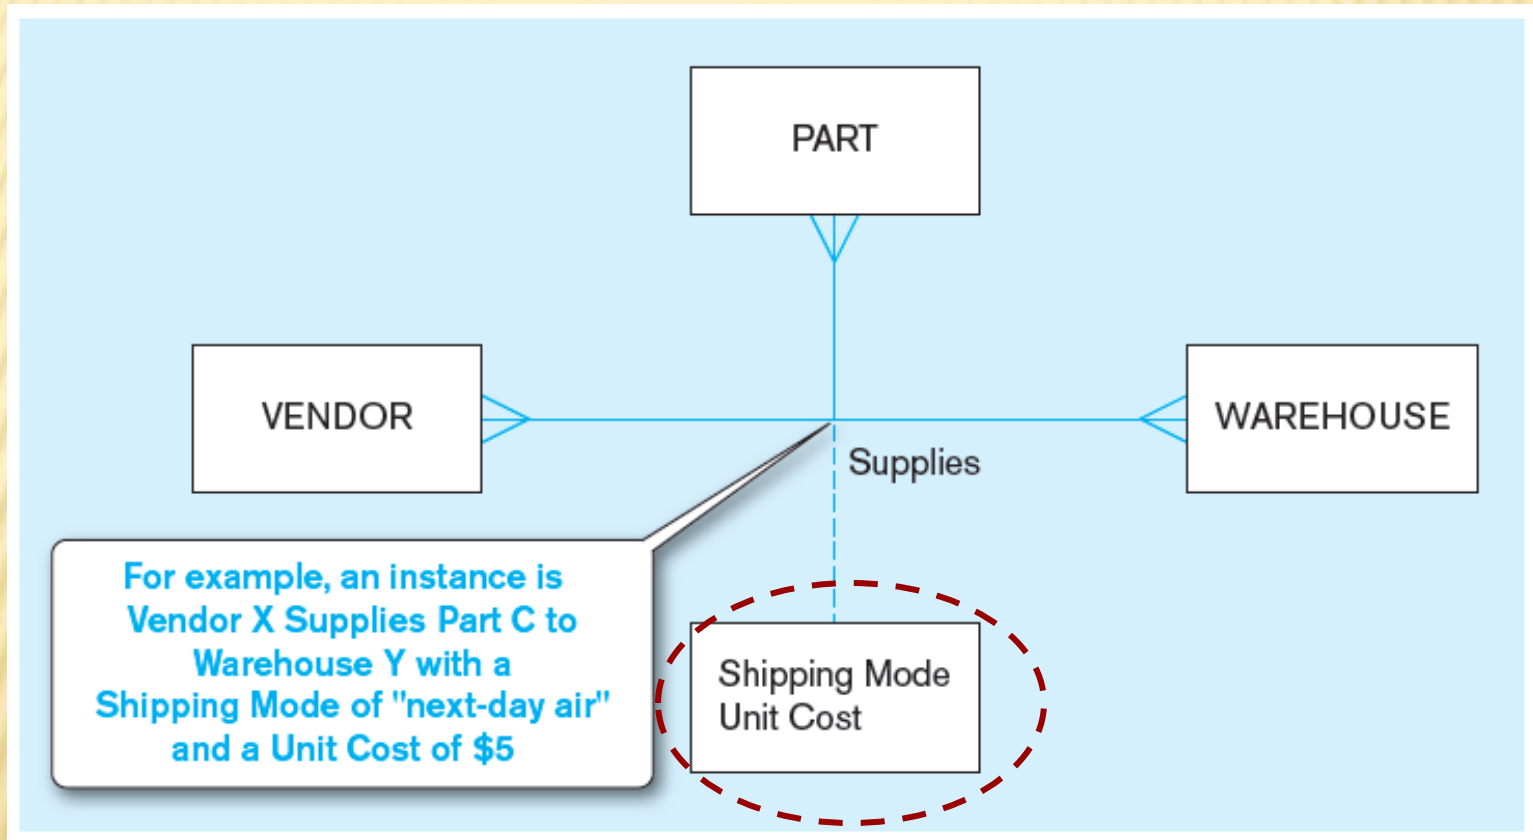 PART
VENDOR
WAREHOUSE
Supplies
For example, an instance is
Vendor X Supplies Part C to
Warehouse Y with a
Shipping Mode of "next-day air"
and a Unit Cost of $5
Shipping Mode
Unit Cost